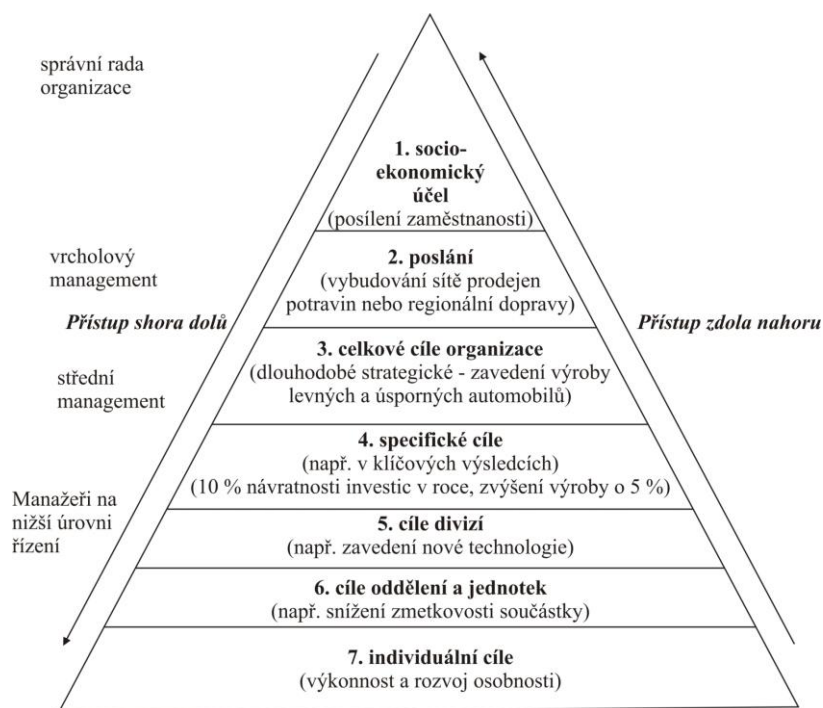 správní rada
organizace
1. socio-
ekonomický
účel
(posílení zaměstnanosti)
vrcholový
management
2. poslání
(vybudování sítě prodejen
potravin nebo regionální dopravy)
Přístup shora dolů
Přístup zdola nahoru
3. celkové cíle organizace
(dlouhodobé strategické - zavedení výroby
levných a úsporných automobilů)
střední
management
4. specifické cíle
(např. v klíčových výsledcích)
(10 % návratnosti investic v roce, zvýšení výroby o 5 %)
Manažeři na
nižší úrovni
řízení
5. cíle divizí
(např. zavedení nové technologie)
6. cíle oddělení a jednotek
(např. snížení zmetkovosti součástky)
7. individuální cíle
(výkonnost a rozvoj osobnosti)